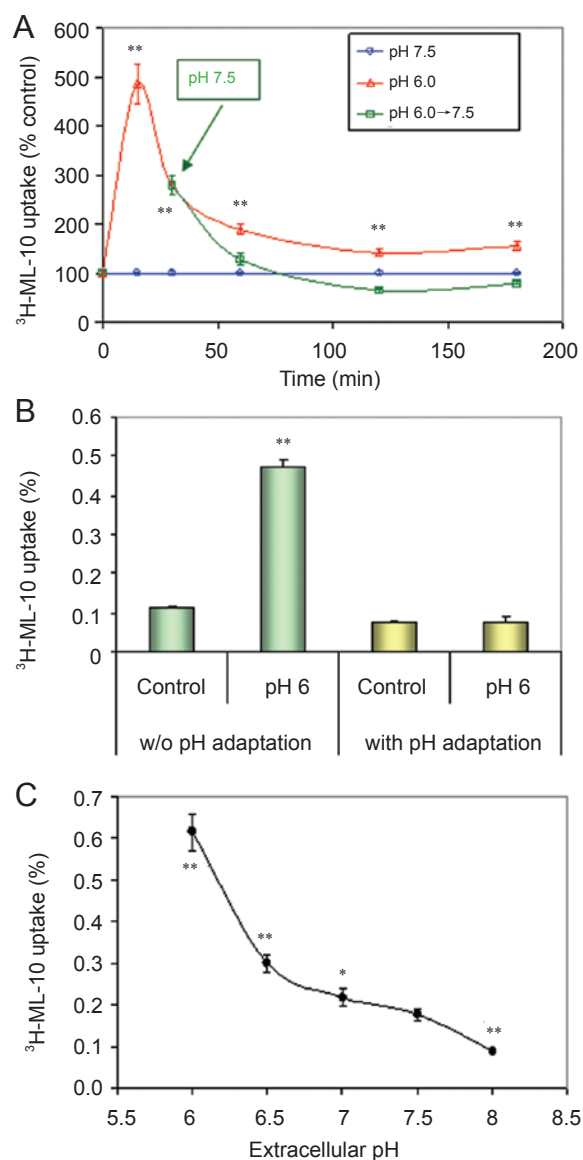 A
600
500
400
300
200
100
0
³H-ML-10 uptake (% control)
**
**
**
**
**
pH 7.5
pH 7.5
pH 6.0
pH 6.0→7.5
0
50
100
150
200
Time (min)
B
0.6
0.5
0.4
0.3
0.2
0.1
0
³H-ML-10 uptake (%)
**
Control
pH 6
Control
pH 6
w/o pH adaptation
with pH adaptation
C
0.7
0.6
0.5
0.4
0.3
0.2
0.1
0.0
³H-ML-10 uptake (%)
**
**
*
**
5.5
6
6.5
7
7.5
8
8.5
Extracellular pH